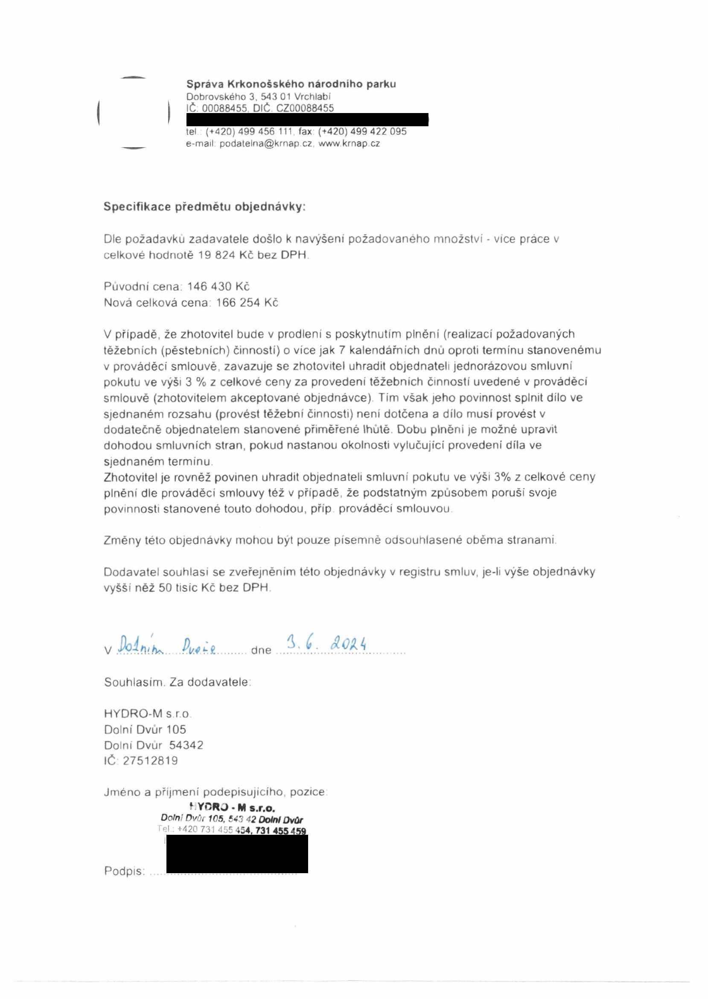 Správa Krkonošského národního parku
Dobrovského 3, 543 01 Vrchlabí
IČ: 00088455, DIČ: CZ00088455
tel.: (+420) 499 456 111, fax: (+420) 499 422 095
e-mail: podatelna@krnap.cz, www.krnap.cz
Specifikace předmětu objednávky:
Dle požadavků zadavatele došlo k navýšení požadovaného množství - více práce v
celkové hodnotě 19 824 Kč bez DPH.
Původní cena: 146 430 Kč
Nová celková cena: 166 254 Kč
V případě, že zhotovitel bude v prodlení s poskytnutím plnění (realizací požadovaných
těžebních (pěstebních) činností) o více jak 7 kalendářních dnů oproti termínu stanovenému
v prováděcí smlouvě, zavazuje se zhotovitel uhradit objednateli jednorázovou smluvní
pokutu ve výši 3 % z celkové ceny za provedení těžebních činností uvedené v prováděcí
smlouvě (zhotovitelem akceptované objednávce). Tím však jeho povinnost splnit dílo ve
sjednaném rozsahu (provést těžební činnosti) není dotčena a dílo musí provést v
dodatečně objednatelem stanovené přiměřené lhůtě. Dobu plnění je možné upravit
dohodou smluvních stran, pokud nastanou okolnosti vylučující provedení díla ve
sjednaném termínu.
Zhotovitel je rovněž povinen uhradit objednateli smluvní pokutu ve výši 3% z celkové ceny
plnění dle prováděcí smlouvy též v případě, že podstatným způsobem poruší svoje
povinnosti stanovené touto dohodou, příp. prováděcí smlouvou.
Změny této objednávky mohou být pouze písemně odsouhlasené oběma stranami.
Dodavatel souhlasí se zveřejněním této objednávky v registru smluv, je-li výše objednávky
vyšší něž 50 tisíc Kč bez DPH.
V Dolním Dvoře dne 3. 6. 2024
Souhlasím. Za dodavatele:
HYDRO-M s.r.o.
Dolní Dvůr 105
Dolní Dvůr 54342
IČ: 27512819
Jméno a příjmení podepisujícího, pozice:
HYDRO - M s.r.o.
Dolní Dvůr 105, 543 42 Dolní Dvůr
Tel.: +420 731 455 454, 731 455 459
Podpis: ........................................